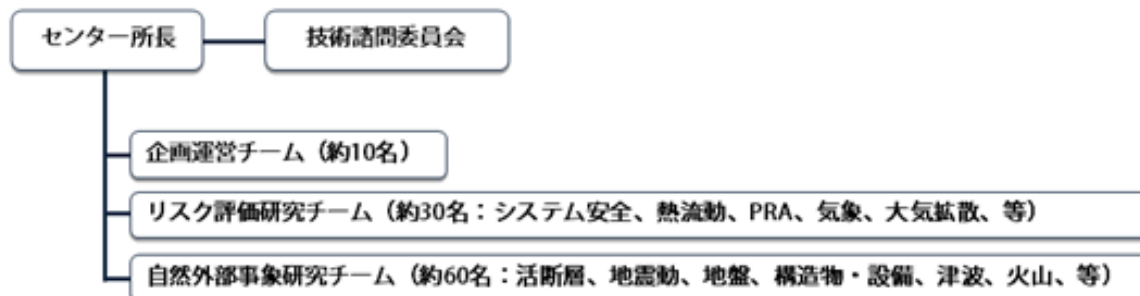 センター所長
技術諮問委員会
企画運営チーム（約10名）
リスク評価研究チーム（約30名：システム安全、熱流動、PRA、気象、大気拡散、等）
自然外部事象研究チーム（約60名：活断層、地震動、地盤、構造物・設備、津波、火山、等）